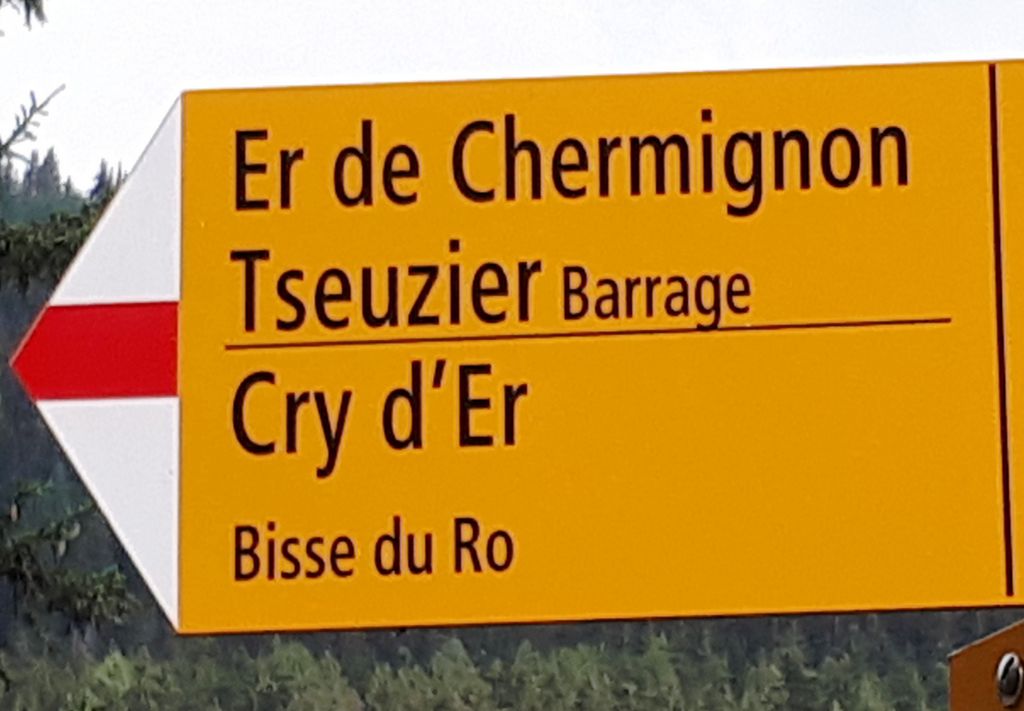 Er de Chermignon
Tseuzier Barrage
Cry d'Er
Bisse du Ro